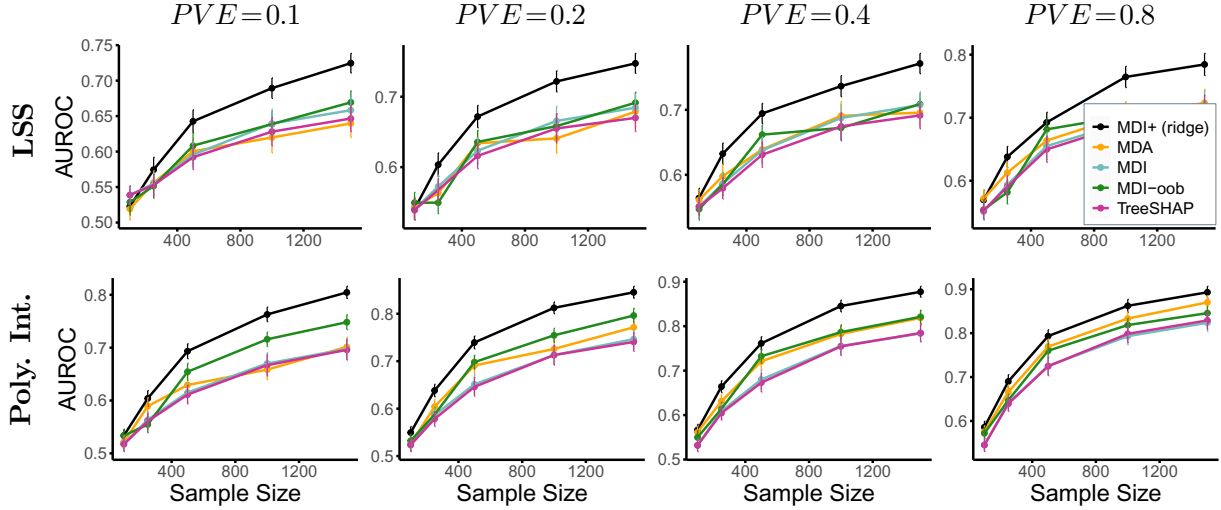 PVE=0.1 PVE=0.2 PVE=0.4 PVE=0.8
LSS
AUROC
0.75
0.70
0.65
0.60
0.55
0.50
400 800 1200
0.7
0.6
400 800 1200
0.7
0.6
400 800 1200
0.8
0.7
0.6
400 800 1200
MDI+ (ridge)
MDA
MDI
MDI-oob
TreeSHAP
Poly. Int.
AUROC
0.8
0.7
0.6
0.5
400 800 1200
Sample Size
0.8
0.7
0.6
0.5
400 800 1200
Sample Size
0.9
0.8
0.7
0.6
0.5
400 800 1200
Sample Size
0.9
0.8
0.7
0.6
400 800 1200
Sample Size